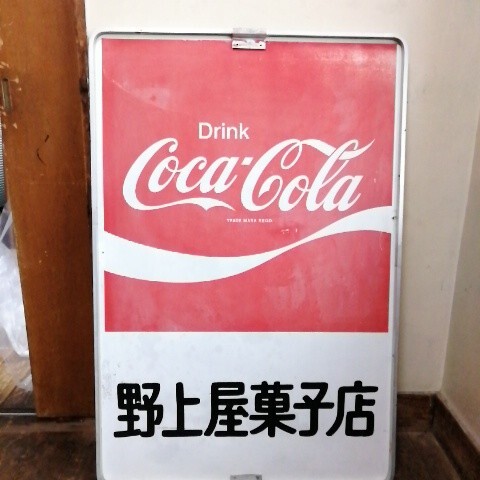 Drink
Coca-Cola
TRADE MARK REGD
野上屋菓子店